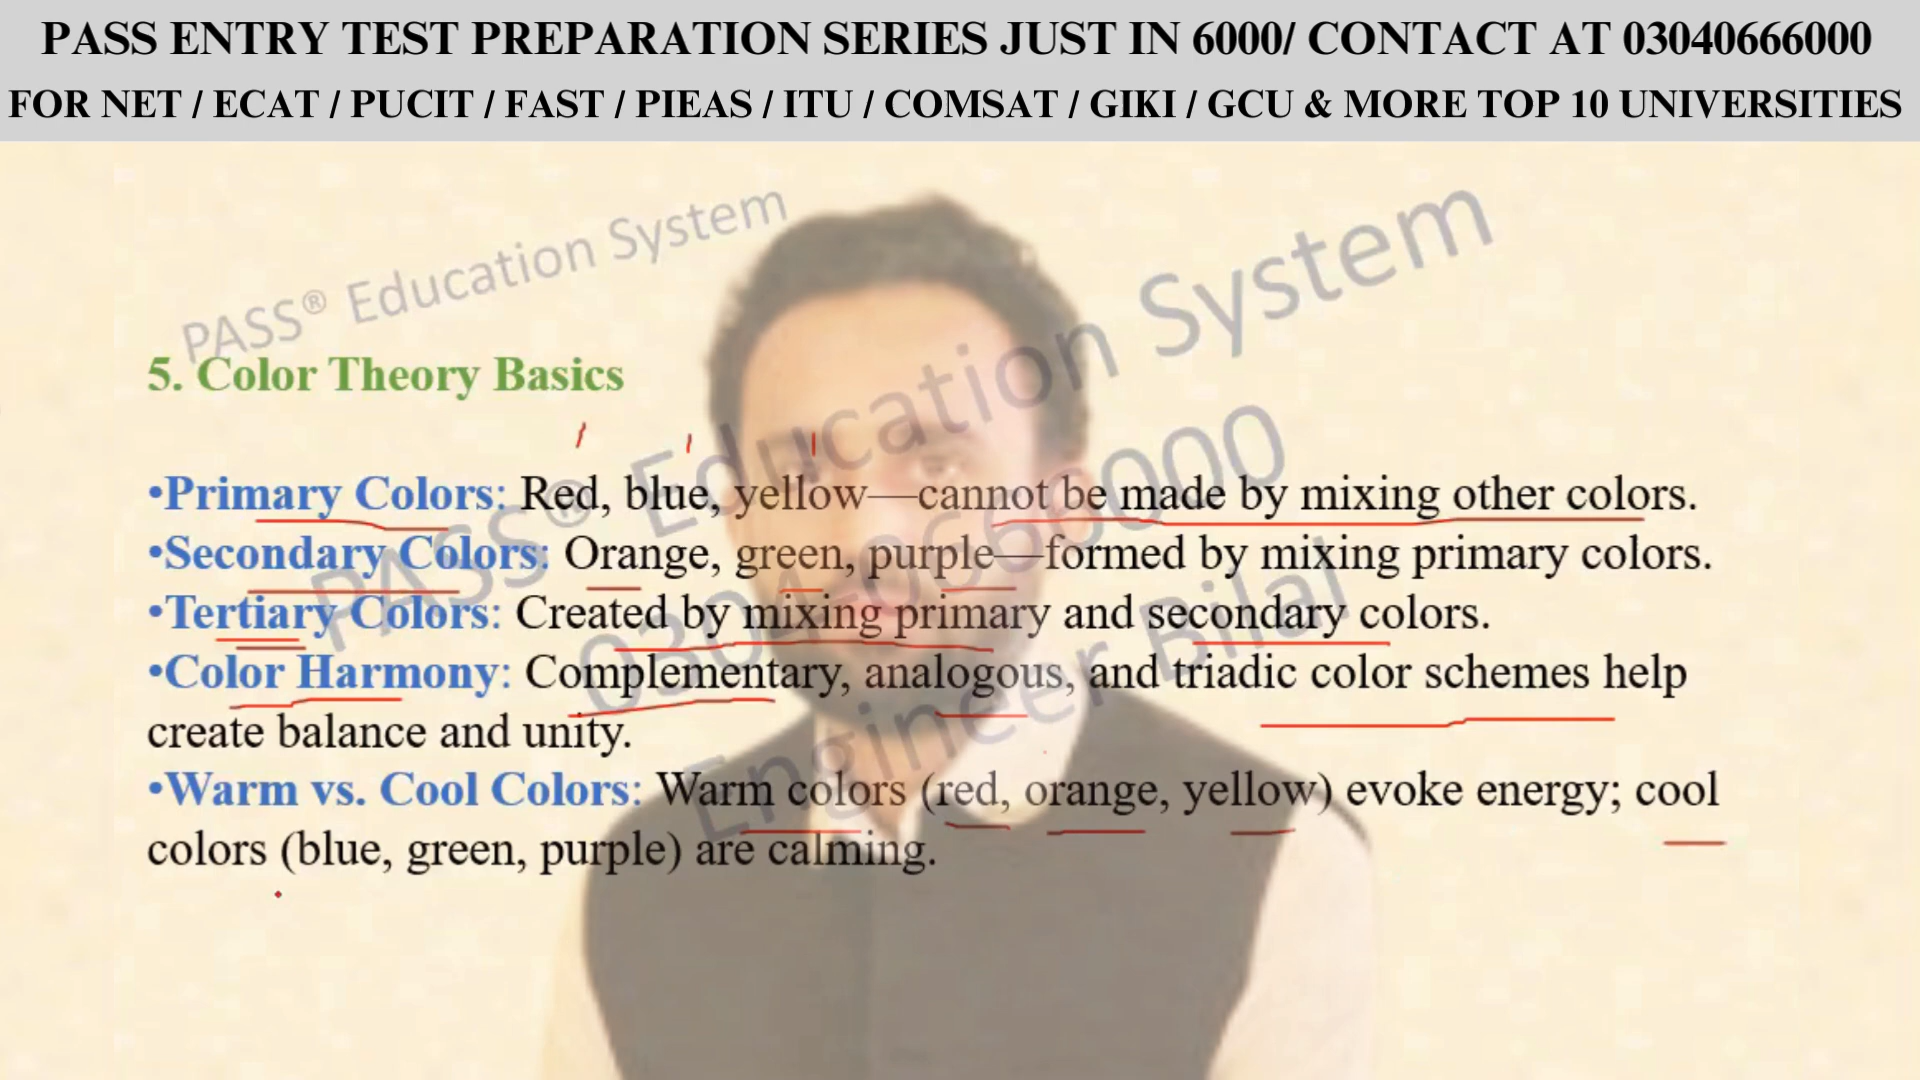 PASS ENTRY TEST PREPARATION SERIES JUST IN 6000/ CONTACT AT 03040666000
FOR NET / ECAT / PUCIT / FAST / PIEAS / ITU / COMSAT / GIKI / GCU & MORE TOP 10 UNIVERSITIES
PASS® Education System
5. Color Theory Basics
•Primary Colors: Red, blue, yellow—cannot be made by mixing other colors.
•Secondary Colors: Orange, green, purple—formed by mixing primary colors.
•Tertiary Colors: Created by mixing primary and secondary colors.
•Color Harmony: Complementary, analogous, and triadic color schemes help
create balance and unity.
•Warm vs. Cool Colors: Warm colors (red, orange, yellow) evoke energy; cool
colors (blue, green, purple) are calming.
PASS® Education System
0304-0666000
Engineer Bilal